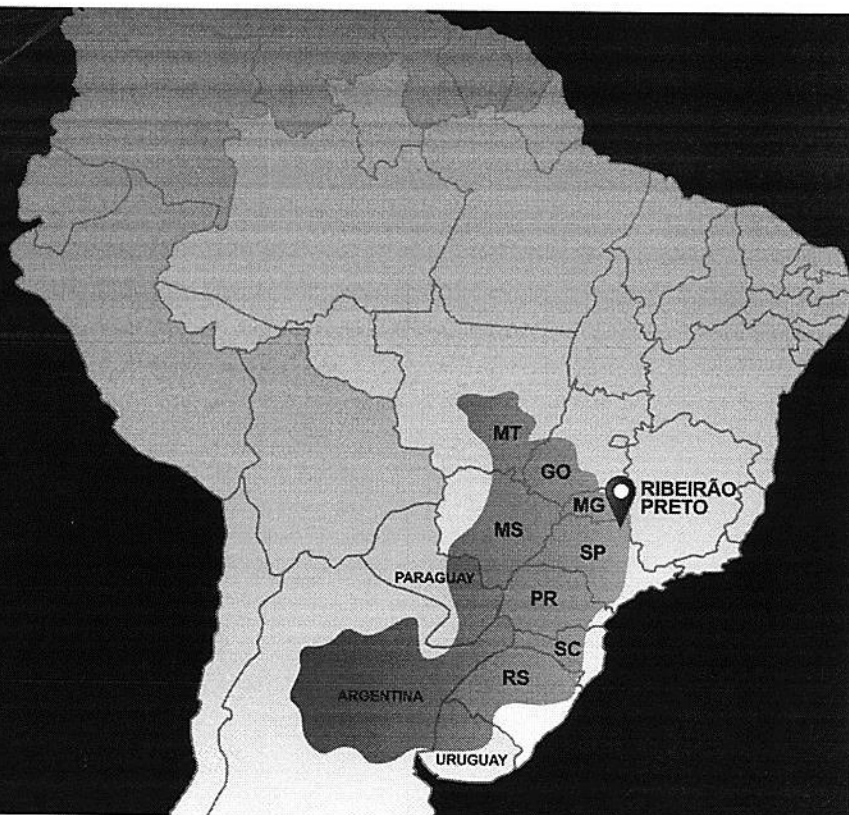 MT
GO
MG
RIBEIRÃO
PRETO
MS
SP
PARAGUAY
PR
SC
RS
ARGENTINA
URUGUAY